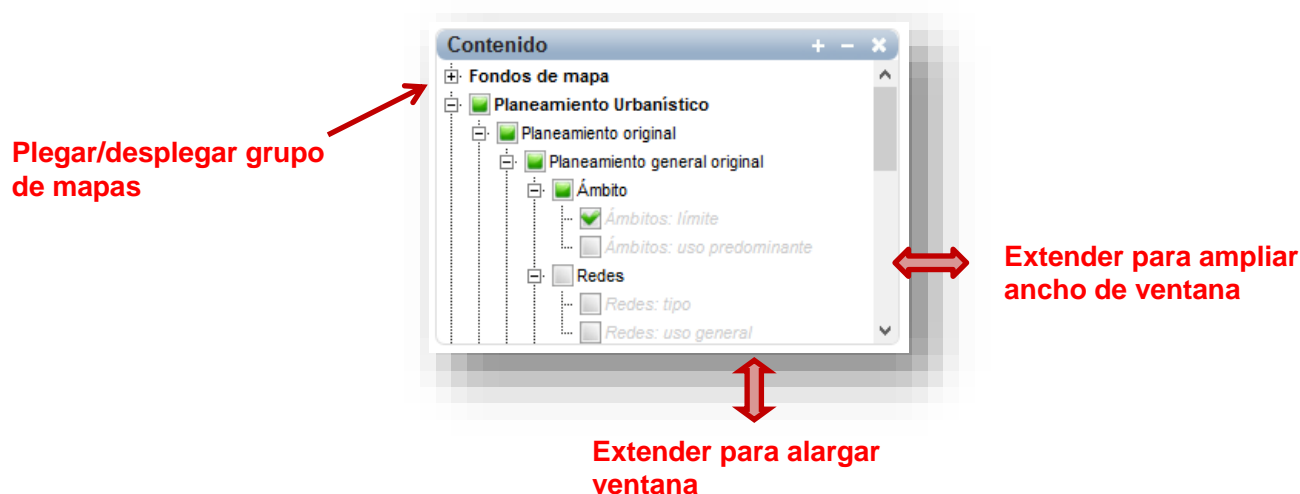 Contenido
Fondos de mapa
Planeamiento Urbanístico
Planeamiento original
Planeamiento general original
Ámbito
Ámbitos: límite
Ámbitos: uso predominante
Redes
Redes: tipo
Redes: uso general
Plegar/desplegar grupo
de mapas
Extender para ampliar
ancho de ventana
Extender para alargar
ventana